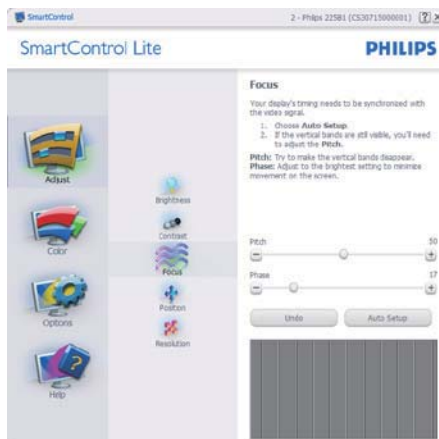 SmartControl
2 - Philips 225B1 (CS30715000001)
SmartControl Lite
PHILIPS
Adjust
Color
Options
Help
Brightness
Contrast
Focus
Position
Resolution
Focus
Your display's timing needs to be synchronized with
the video signal.
1. Choose Auto Setup.
2. If the vertical bands are still visible, you'll need
to adjust the Pitch.
Pitch: Try to make the vertical bands disappear.
Phase: Adjust to the brightest setting to minimize
movement on the screen.
Pitch 50
Phase 17
Undo Auto Setup